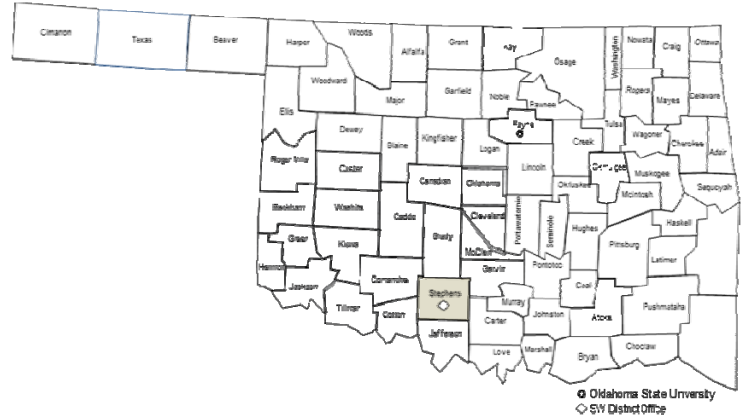 Cimarron
Texas
Beaver
Harper
Woods
Alfalfa
Grant
Kay
Osage
Washington
Nowata
Craig
Ottawa
Woodward
Major
Garfield
Noble
Pawnee
Rogers
Mayes
Delaware
Ellis
Dewey
Blaine
Kingfisher
Logan
Payne
Creek
Tulsa
Wagoner
Cherokee
Adair
Roger Mills
Custer
Canadian
Oklahoma
Lincoln
Okfuskee
Okmulgee
Muskogee
McIntosh
Sequoyah
Beckham
Washita
Caddo
Grady
Cleveland
Pottawatomie
Seminole
Hughes
Pittsburg
Haskell
Latimer
Greer
Kiowa
McClain
Garvin
Pontotoc
Harmon
Jackson
Comanche
Stephens
Murray
Coal
Tillman
Cotton
Jefferson
Carter
Johnston
Atoka
Pushmataha
Love
Marshall
Bryan
Choctaw
Oklahoma State University
SW District Office